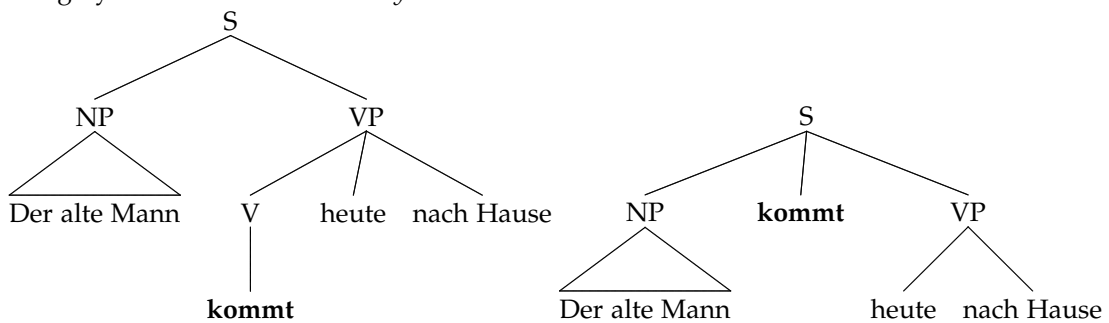 S
NP VP
S
Der alte Mann V heute nach Hause
NP kommt VP
kommt
Der alte Mann heute nach Hause